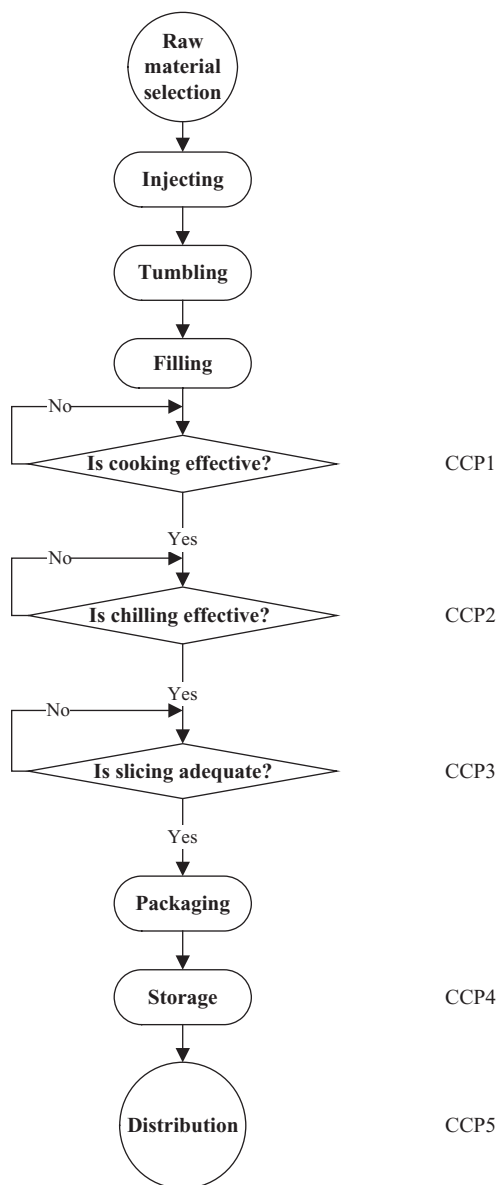 Raw
material
selection
Injecting
Tumbling
Filling
No
Is cooking effective?
CCP1
Yes
No
Is chilling effective?
CCP2
Yes
No
Is slicing adequate?
CCP3
Yes
Packaging
Storage
CCP4
Distribution
CCP5